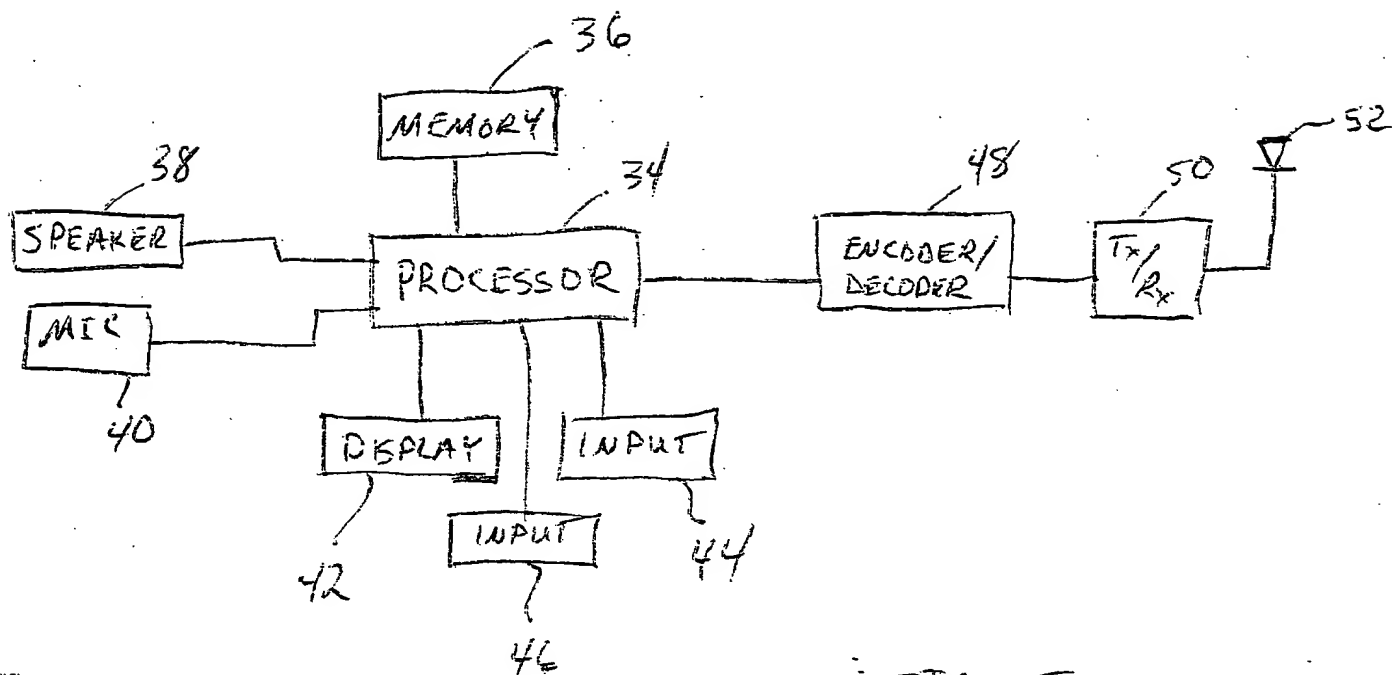 36
MEMORY
38
34
48
50
52
SPEAKER
PROCESSOR
ENCODER/
DECODER
Tx/
Rx
MIC
40
DISPLAY
INPUT
42
INPUT
44
46